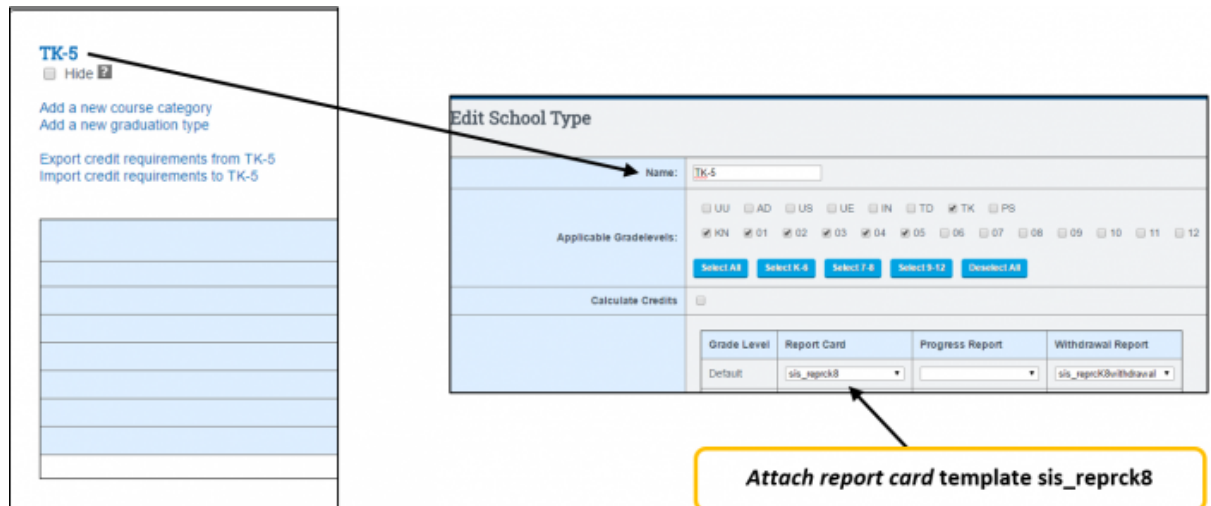 TK-5
Hide ?
Add a new course category
Add a new graduation type
Export credit requirements from TK-5
Import credit requirements to TK-5
Edit School Type
Name: TK-5
UU AD US UE IN TD TK PS
Applicable Gradelevels: KN 01 02 03 04 05 06 07 08 09 10 11 12
Select All Select K-6 Select 7-8 Select 9-12 Deselect All
Calculate Credits
Grade Level Report Card Progress Report Withdrawal Report
Default sis_reprck8 sis_reprcK8withdrawal
Attach report card template sis_reprck8